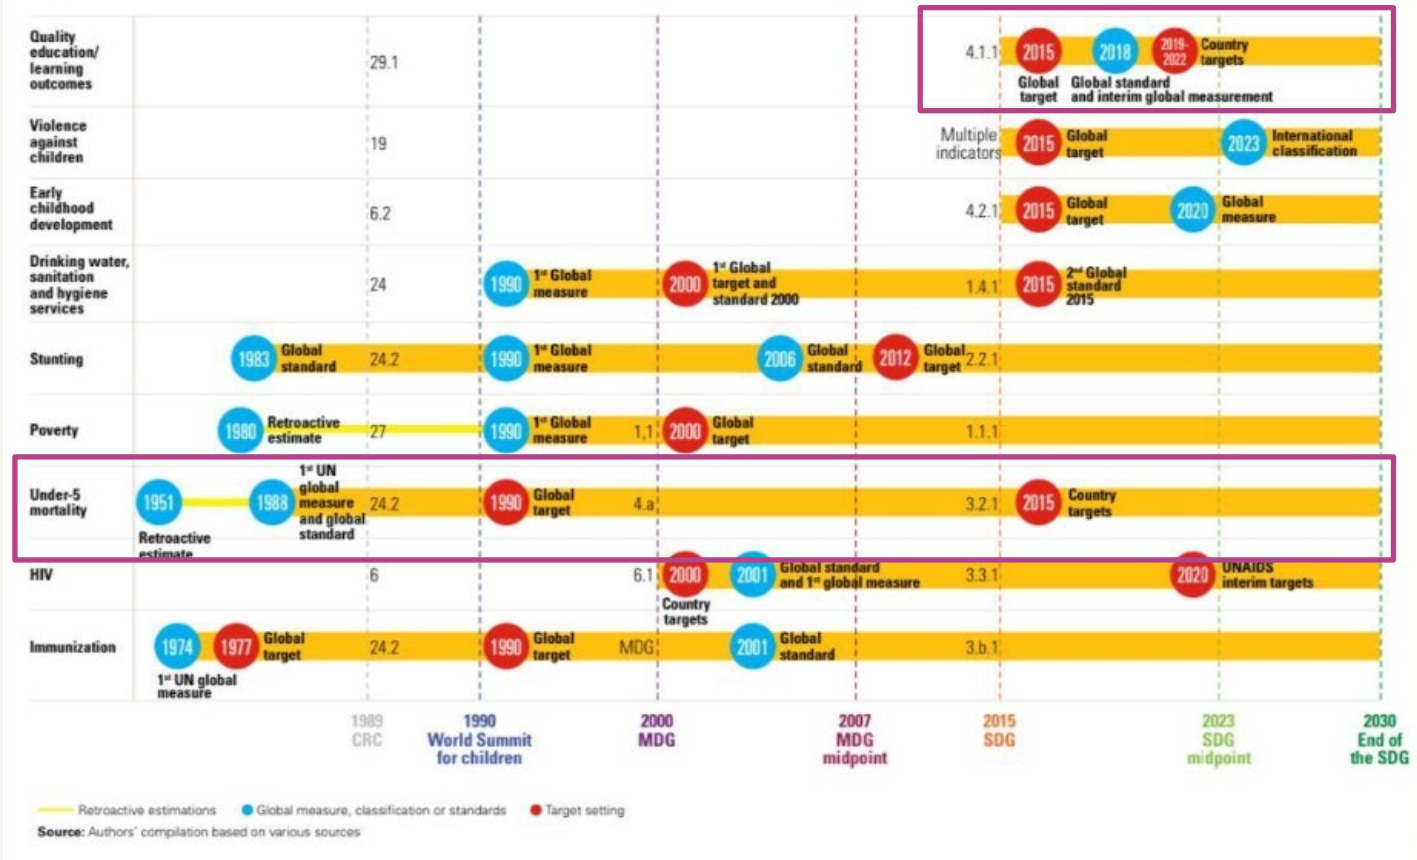 Quality
education/
learning
outcomes
29.1
4.1.1
2015
2018
2019-
2022
Country
targets
Global
target
Global standard
and interim global measurement
Violence
against
children
19
Multiple
indicators
2015
Global
target
2023
International
classification
Early
childhood
development
6.2
4.2.1
2015
Global
target
2020
Global
measure
Drinking water,
sanitation
and hygiene
services
24
1990
1st Global
measure
2000
1st Global
target and
standard 2000
1.4.1
2015
2nd Global
standard
2015
Stunting
1983
Global
standard
24.2
1990
1st Global
measure
2006
Global
standard
2012
Global
target
2.2.1
Poverty
1980
Retroactive
estimate
27
1990
1st Global
measure
1,1
2000
Global
target
1.1.1
Under-5
mortality
1951
Retroactive
estimate
1988
1st UN
global
measure
and global
standard
24.2
1990
Global
target
4.a
3.2.1
2015
Country
targets
HIV
6
6.1
2000
Country
targets
2001
Global standard
and 1st global measure
3.3.1
2020
UNAIDS
interim targets
Immunization
1974
1st UN global
measure
1977
Global
target
24.2
1990
Global
target
MDG
2001
Global
standard
3.b.1
1989
CRC
1990
World Summit
for children
2000
MDG
2007
MDG
midpoint
2015
SDG
2023
SDG
midpoint
2030
End of
the SDG
Retroactive estimations
Global measure, classification or standards
Target setting
Source: Authors' compilation based on various sources